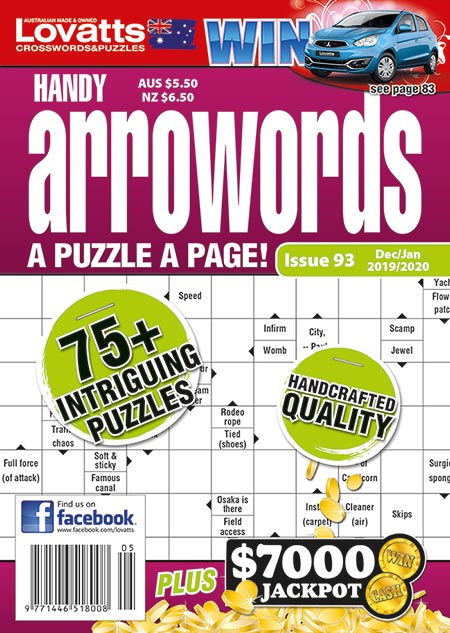 AUSTRALIAN MADE & OWNED
Lovatts
CROSSWORDS&PUZZLES
WIN
see page 83
HANDY
AUS $5.50
NZ $6.50
arrowords
A PUZZLE A PAGE!
Issue 93
Dec/Jan
2019/2020
75+
INTRIGUING
PUZZLES
Speed
Infirm
Womb
City,
Scamp
Jewel
HANDCRAFTED
QUALITY
Rodeo
rope
Tied
(shoes)
chaos
Full force
(of attack)
Soft &
sticky
Famous
canal
of
Osaka is
there
Field
access
(carpet)
Cleaner
(air)
Skips
Find us on
facebook
www.facebook.com/lovatts
05
9 771446 518008
PLUS
$7000
JACKPOT
WIN
CASH